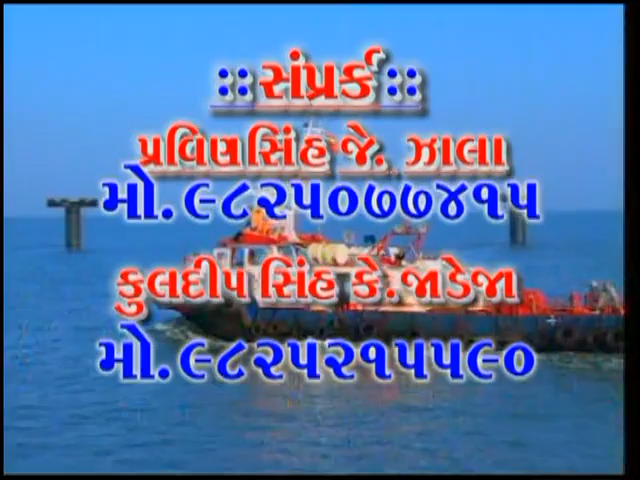 ::સંપ્રર્ક::
પ્રવિણસિંહ જે. ઝાલા
મો. ૯૮૨૫૦૭૭૪૧૫
કુલદીપ સિંહ કે. જાડેજા
મો. ૯૮૨૫૨૧૫૫૯૦